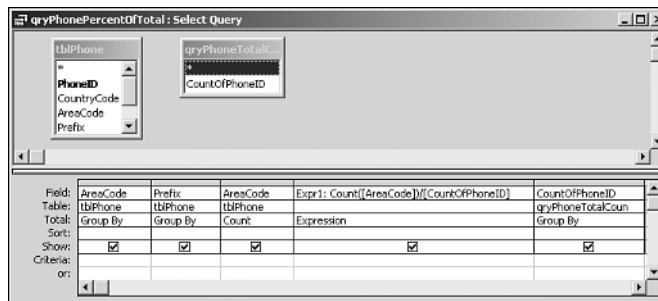 qryPhonePercentOfTotal : Select Query
tblPhone
*
PhoneID
CountryCode
AreaCode
Prefix
qryPhoneTotalC...
*
CountOfPhoneID
Field: AreaCode Prefix AreaCode Expr1: Count([AreaCode])/[CountOfPhoneID] CountOfPhoneID
Table: tblPhone tblPhone tblPhone qryPhoneTotalCoun
Total: Group By Group By Count Expression Group By
Sort:
Show:
Criteria:
or: